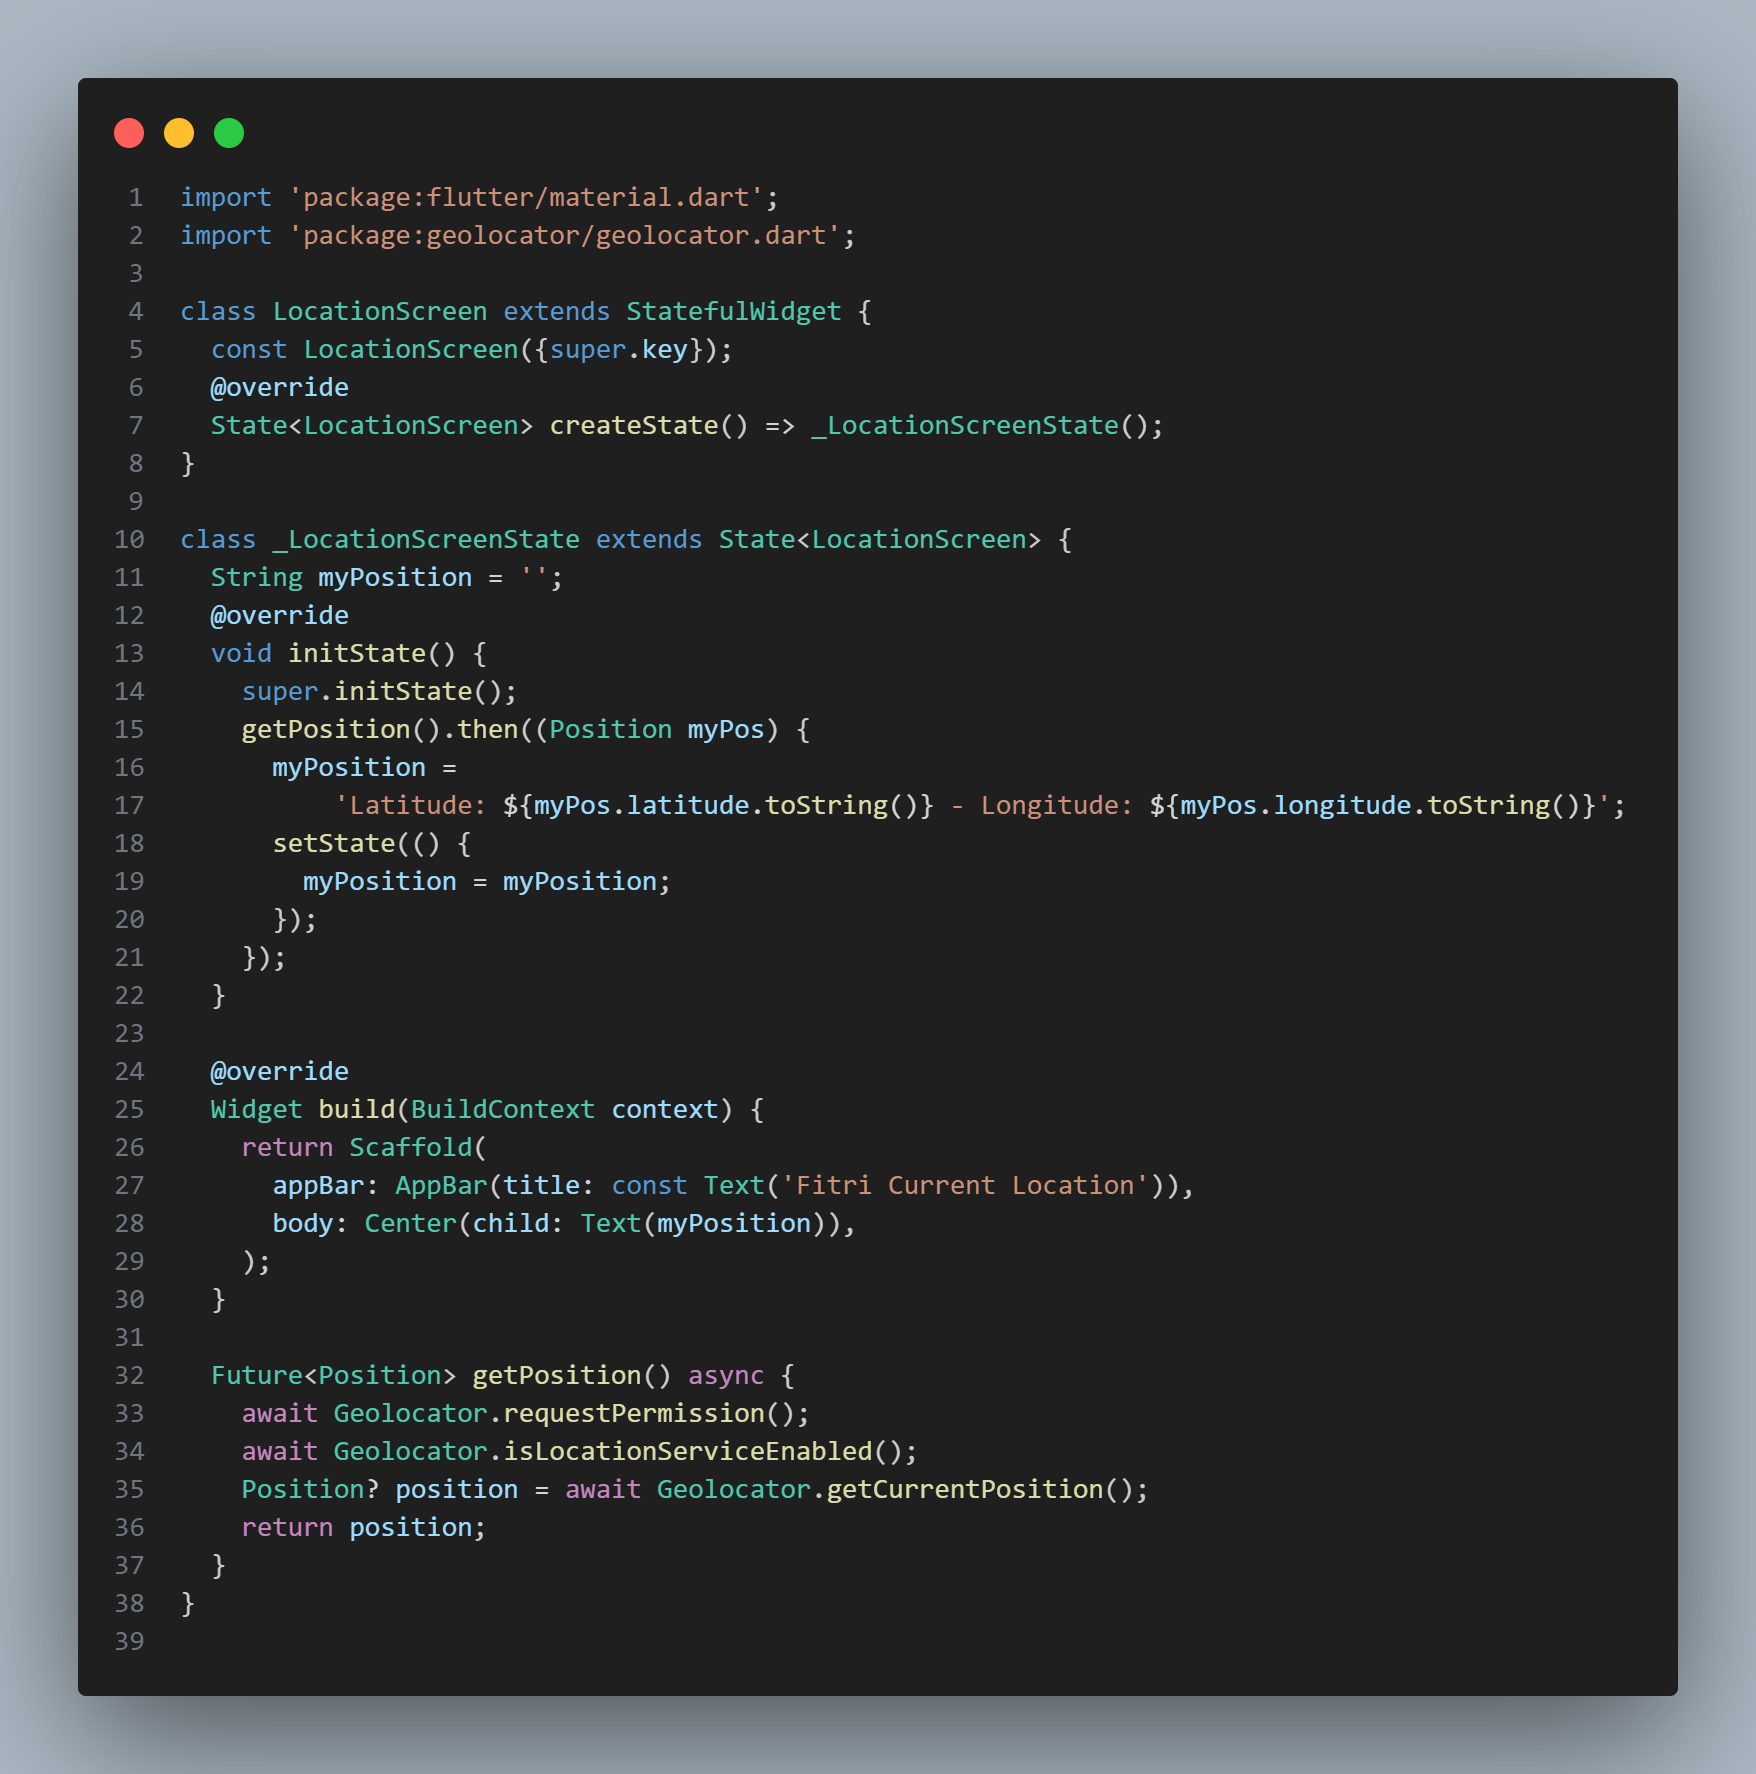 1 import 'package:flutter/material.dart';
2 import 'package:geolocator/geolocator.dart';
3
4 class LocationScreen extends StatefulWidget {
5   const LocationScreen({super.key});
6   @override
7   State<LocationScreen> createState() => _LocationScreenState();
8 }
9
10 class _LocationScreenState extends State<LocationScreen> {
11   String myPosition = '';
12   @override
13   void initState() {
14     super.initState();
15     getPosition().then((Position myPos) {
16       myPosition =
17           'Latitude: ${myPos.latitude.toString()} - Longitude: ${myPos.longitude.toString()}';
18       setState(() {
19         myPosition = myPosition;
20       });
21     });
22   }
23
24   @override
25   Widget build(BuildContext context) {
26     return Scaffold(
27       appBar: AppBar(title: const Text('Fitri Current Location')),
28       body: Center(child: Text(myPosition)),
29     );
30   }
31
32   Future<Position> getPosition() async {
33     await Geolocator.requestPermission();
34     await Geolocator.isLocationServiceEnabled();
35     Position? position = await Geolocator.getCurrentPosition();
36     return position;
37   }
38 }
39